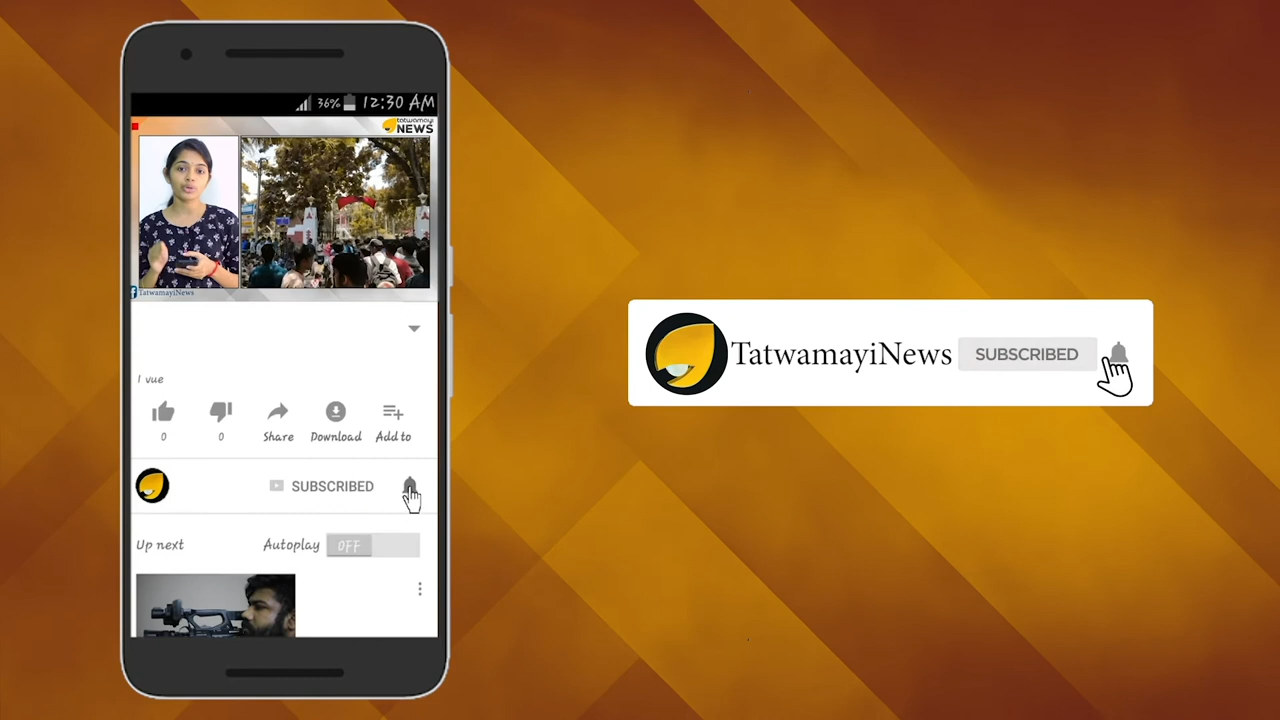 36% 12:30 AM
tatwamayi
NEWS
TatwamayiNews
1 vue
0 0 Share Download Add to
SUBSCRIBED
Up next Autoplay OFF
TatwamayiNews SUBSCRIBED